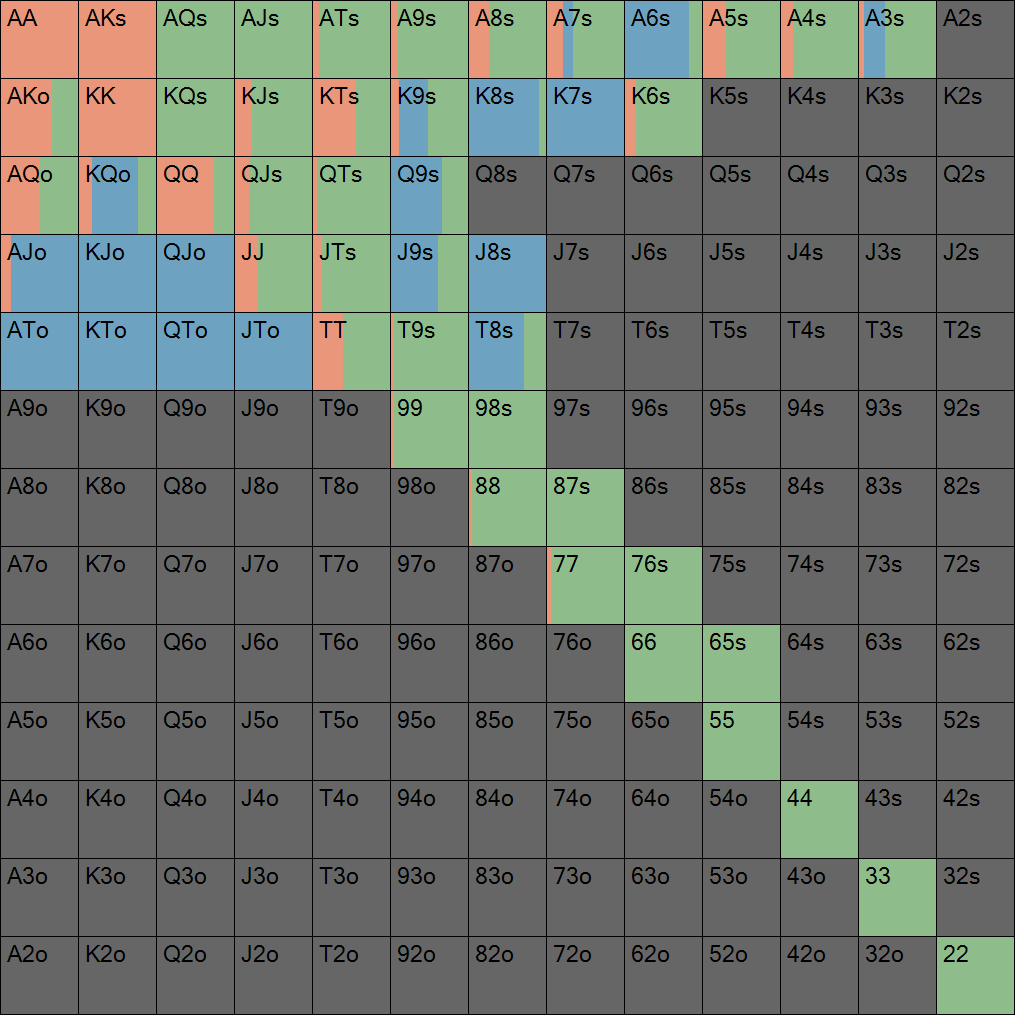 AA AKs AQs AJs ATs A9s A8s A7s A6s A5s A4s A3s A2s
AKo KK KQs KJs KTs K9s K8s K7s K6s K5s K4s K3s K2s
AQo KQo QQ QJs QTs Q9s Q8s Q7s Q6s Q5s Q4s Q3s Q2s
AJo KJo QJo JJ JTs J9s J8s J7s J6s J5s J4s J3s J2s
ATo KTo QTo JTo TT T9s T8s T7s T6s T5s T4s T3s T2s
A9o K9o Q9o J9o T9o 99 98s 97s 96s 95s 94s 93s 92s
A8o K8o Q8o J8o T8o 98o 88 87s 86s 85s 84s 83s 82s
A7o K7o Q7o J7o T7o 97o 87o 77 76s 75s 74s 73s 72s
A6o K6o Q6o J6o T6o 96o 86o 76o 66 65s 64s 63s 62s
A5o K5o Q5o J5o T5o 95o 85o 75o 65o 55 54s 53s 52s
A4o K4o Q4o J4o T4o 94o 84o 74o 64o 54o 44 43s 42s
A3o K3o Q3o J3o T3o 93o 83o 73o 63o 53o 43o 33 32s
A2o K2o Q2o J2o T2o 92o 82o 72o 62o 52o 42o 32o 22